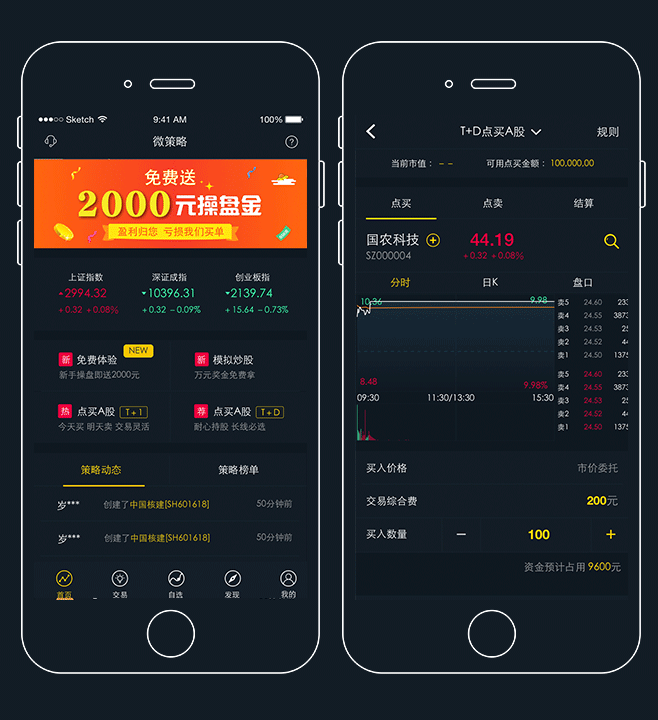 Sketch
9:41 AM
100%
微策略
免费送
2000元操盘金
盈利归您 亏损我们买单
上证指数
深证成指
创业板指
2994.32
10396.31
2139.74
+0.32 +0.08%
+0.32 −0.09%
+15.64 −0.73%
新 免费体验 NEW
新手操盘即送2000元
新 模拟炒股
万元奖金免费拿
热 点买A股 T+1
今天买 明天卖 交易灵活
荐 点买A股 T+D
耐心持股 长线必选
策略动态
策略榜单
岁***
创建了中国核建[SH601618]
50分钟前
岁***
创建了中国核建[SH601618]
50分钟前
首页
交易
自选
发现
我的
T+D点买A股
规则
当前市值： – –
可用点买金额： 100,000.00
点买
点卖
结算
国农科技
SZ000004
44.19
+0.32 +0.08%
分时
日K
盘口
10.36
9.98
8.48
9.98%
09:30
11:30/13:30
15:30
卖5 24.60 233
卖4 24.55 3873
卖3 24.53 25
卖2 24.52 44
卖1 24.50 1375
卖5 24.60 233
卖4 24.55 3873
卖3 24.53 25
卖2 24.52 44
卖1 24.50 1375
买入价格
市价委托
交易综合费
200元
买入数量
− 100 +
资金预计占用 9600元